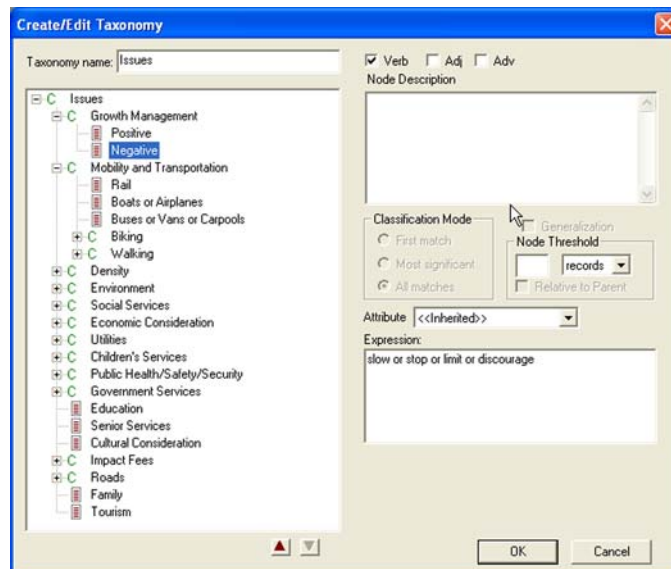 Create/Edit Taxonomy
Taxonomy name: Issues
Issues
Growth Management
Positive
Negative
Mobility and Transportation
Rail
Boats or Airplanes
Buses or Vans or Carpools
Biking
Walking
Density
Environment
Social Services
Economic Consideration
Utilities
Children's Services
Public Health/Safety/Security
Government Services
Education
Senior Services
Cultural Consideration
Impact Fees
Roads
Family
Tourism
Verb Adj Adv
Node Description
Classification Mode
First match
Most significant
All matches
Generalization
Node Threshold
records
Relative to Parent
Attribute <<Inherited>>
Expression:
slow or stop or limit or discourage
OK Cancel